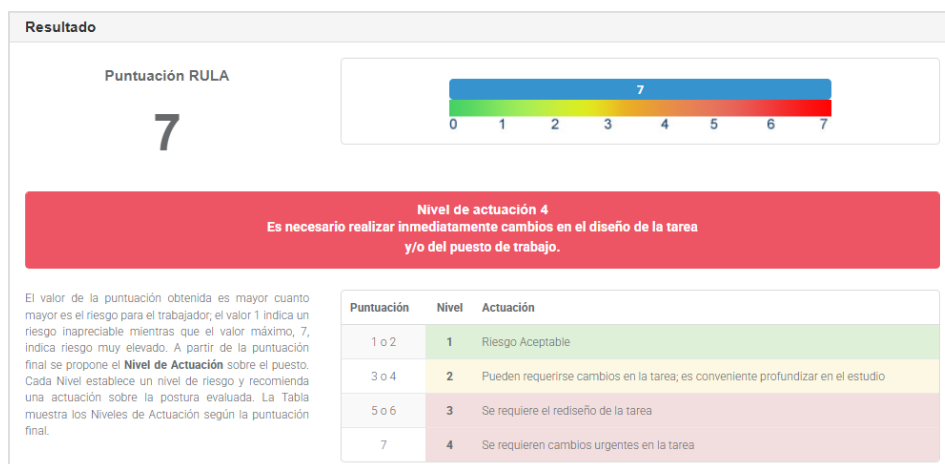 Resultado
Puntuación RULA
7
7
0 1 2 3 4 5 6 7
Nivel de actuación 4
Es necesario realizar inmediatamente cambios en el diseño de la tarea
y/o del puesto de trabajo.
El valor de la puntuación obtenida es mayor cuanto
mayor es el riesgo para el trabajador; el valor 1 indica un
riesgo inapreciable mientras que el valor máximo, 7,
indica riesgo muy elevado. A partir de la puntuación
final se propone el Nivel de Actuación sobre el puesto.
Cada Nivel establece un nivel de riesgo y recomienda
una actuación sobre la postura evaluada. La Tabla
muestra los Niveles de Actuación según la puntuación
final.
Puntuación Nivel Actuación
1 o 2 1 Riesgo Aceptable
3 o 4 2 Pueden requerirse cambios en la tarea; es conveniente profundizar en el estudio
5 o 6 3 Se requiere el rediseño de la tarea
7 4 Se requieren cambios urgentes en la tarea